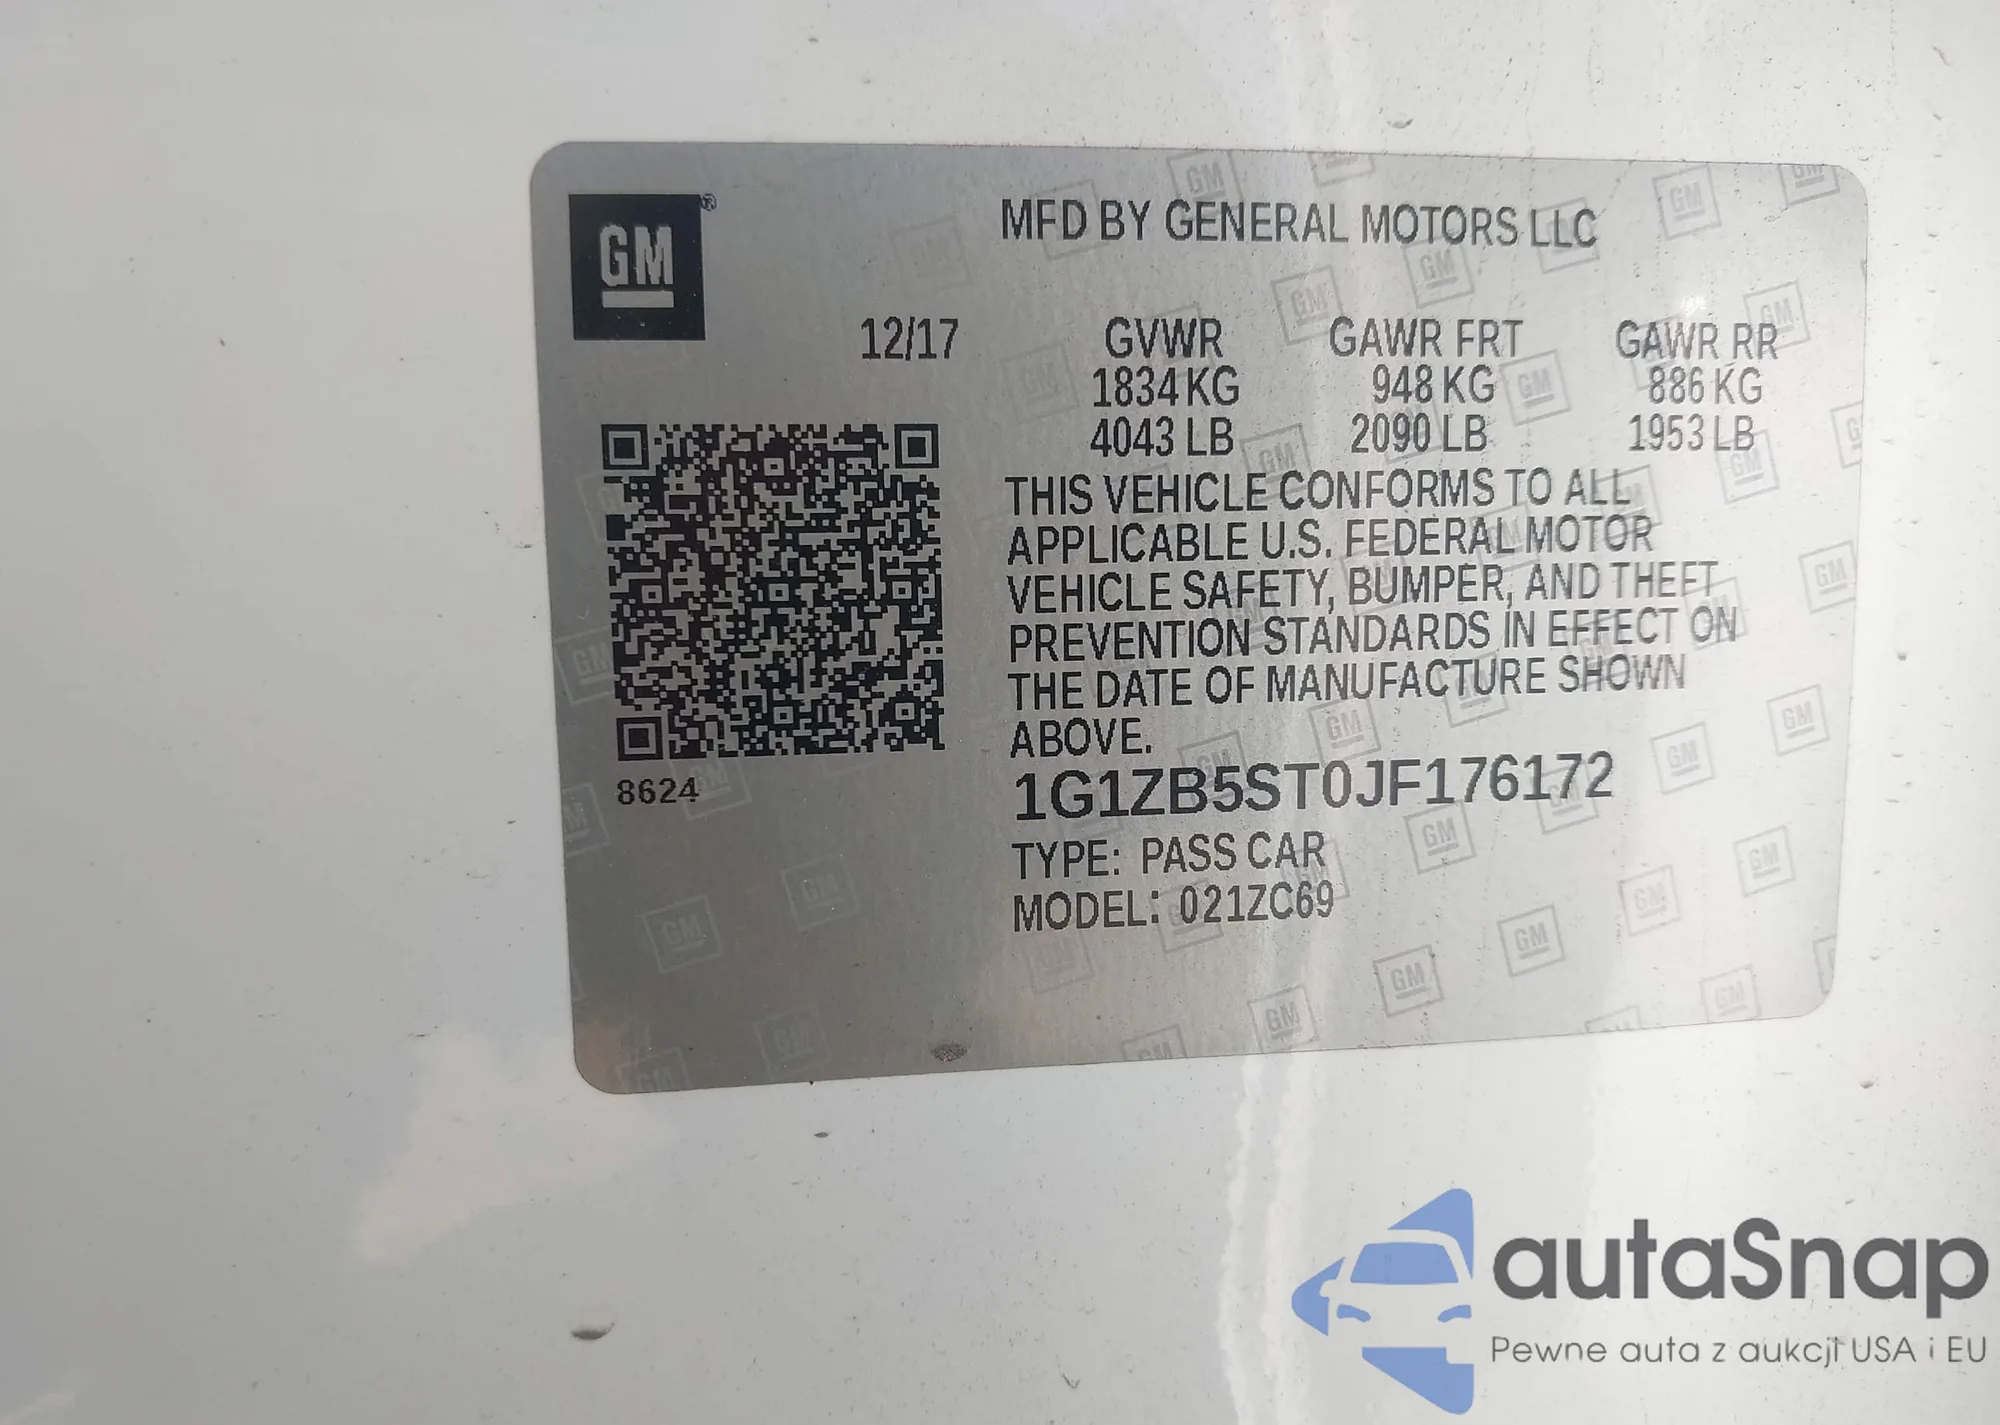 GM®
MFD BY GENERAL MOTORS LLC
12/17 GVWR GAWR FRT GAWR RR
1834 KG 948 KG 886 KG
4043 LB 2090 LB 1953 LB
THIS VEHICLE CONFORMS TO ALL
APPLICABLE U.S. FEDERAL MOTOR
VEHICLE SAFETY, BUMPER, AND THEFT
PREVENTION STANDARDS IN EFFECT ON
THE DATE OF MANUFACTURE SHOWN
ABOVE.
8624
1G1ZB5ST0JF176172
TYPE: PASS CAR
MODEL: 021ZC69
autaSnap
Pewne auta z aukcji USA i EU